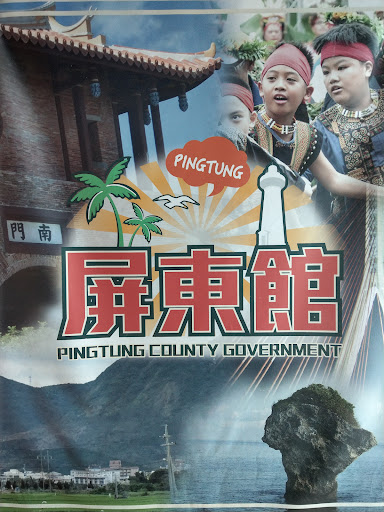 PINGTUNG
門南
屏東館
PINGTUNG COUNTY GOVERNMENT